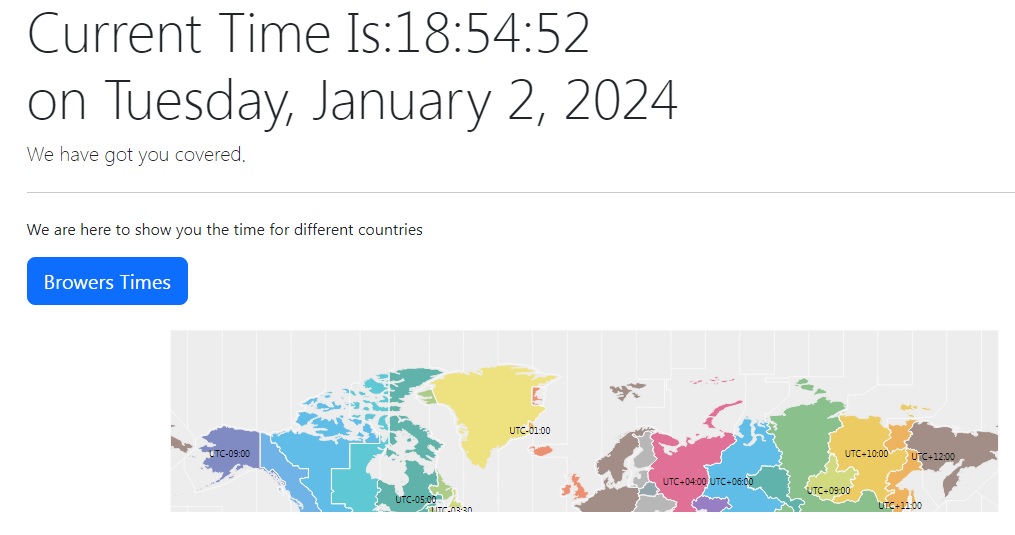 Current Time Is:18:54:52
on Tuesday, January 2, 2024
We have got you covered.
We are here to show you the time for different countries
Browers Times
UTC-01:00
UTC-09:00
UTC+10:00
UTC+12:00
UTC+04:00
UTC+06:00
UTC+09:00
UTC-05:00
UTC+11:00
UTC-03:30